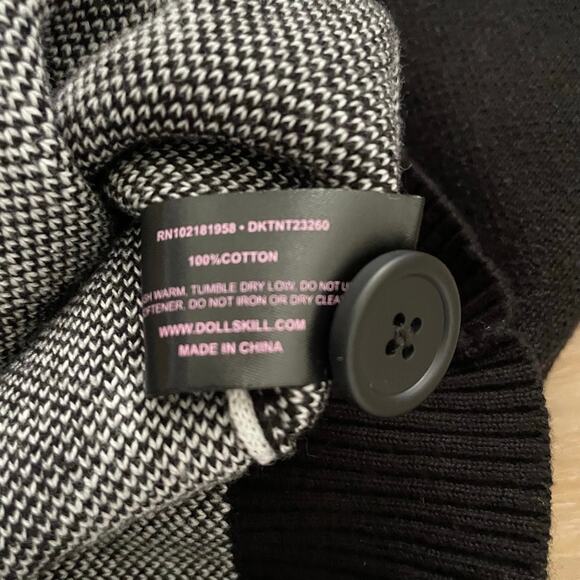 RN102181958 • DKTNT23260
100%COTTON
WARM. TUMBLE DRY LOW. DO NOT
DO NOT IRON OR DRY
WWW.DOLLSKILL.COM
MADE IN CHINA